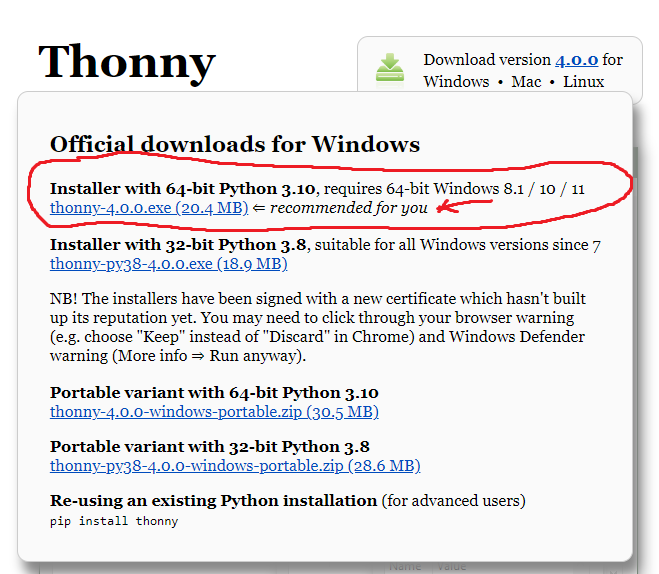 Thonny
Download version 4.0.0 for
Windows • Mac • Linux
Official downloads for Windows
Installer with 64-bit Python 3.10, requires 64-bit Windows 8.1 / 10 / 11
thonny-4.0.0.exe (20.4 MB) ⇐ recommended for you
Installer with 32-bit Python 3.8, suitable for all Windows versions since 7
thonny-py38-4.0.0.exe (18.9 MB)
NB! The installers have been signed with a new certificate which hasn't built
up its reputation yet. You may need to click through your browser warning
(e.g. choose "Keep" instead of "Discard" in Chrome) and Windows Defender
warning (More info ⇒ Run anyway).
Portable variant with 64-bit Python 3.10
thonny-4.0.0-windows-portable.zip (30.5 MB)
Portable variant with 32-bit Python 3.8
thonny-py38-4.0.0-windows-portable.zip (28.6 MB)
Re-using an existing Python installation (for advanced users)
pip install thonny
Name Value